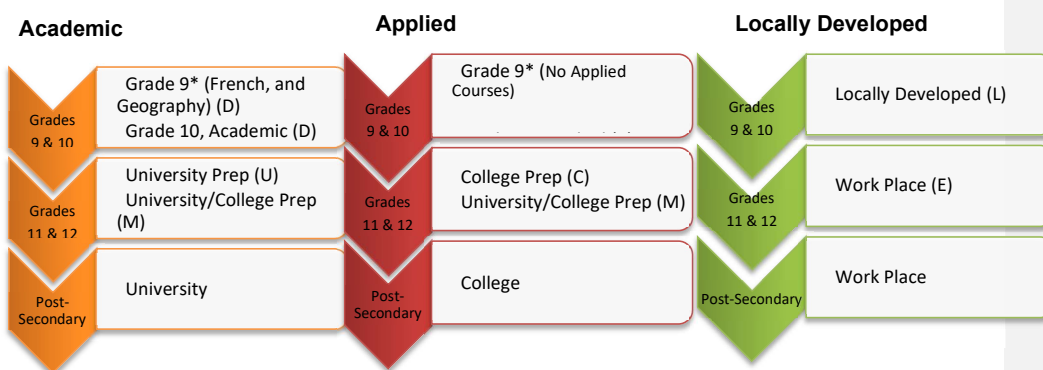 Academic
Grades
9 & 10
Grade 9* (French, and
Geography) (D)
Grade 10, Academic (D)
Grades
11 & 12
University Prep (U)
University/College Prep
(M)
Post-
Secondary
University
Applied
Grades
9 & 10
Grade 9* (No Applied
Courses)
Grades
11 & 12
College Prep (C)
University/College Prep (M)
Post-
Secondary
College
Locally Developed
Grades
9 & 10
Locally Developed (L)
Grades
11 & 12
Work Place (E)
Post-Secondary
Work Place